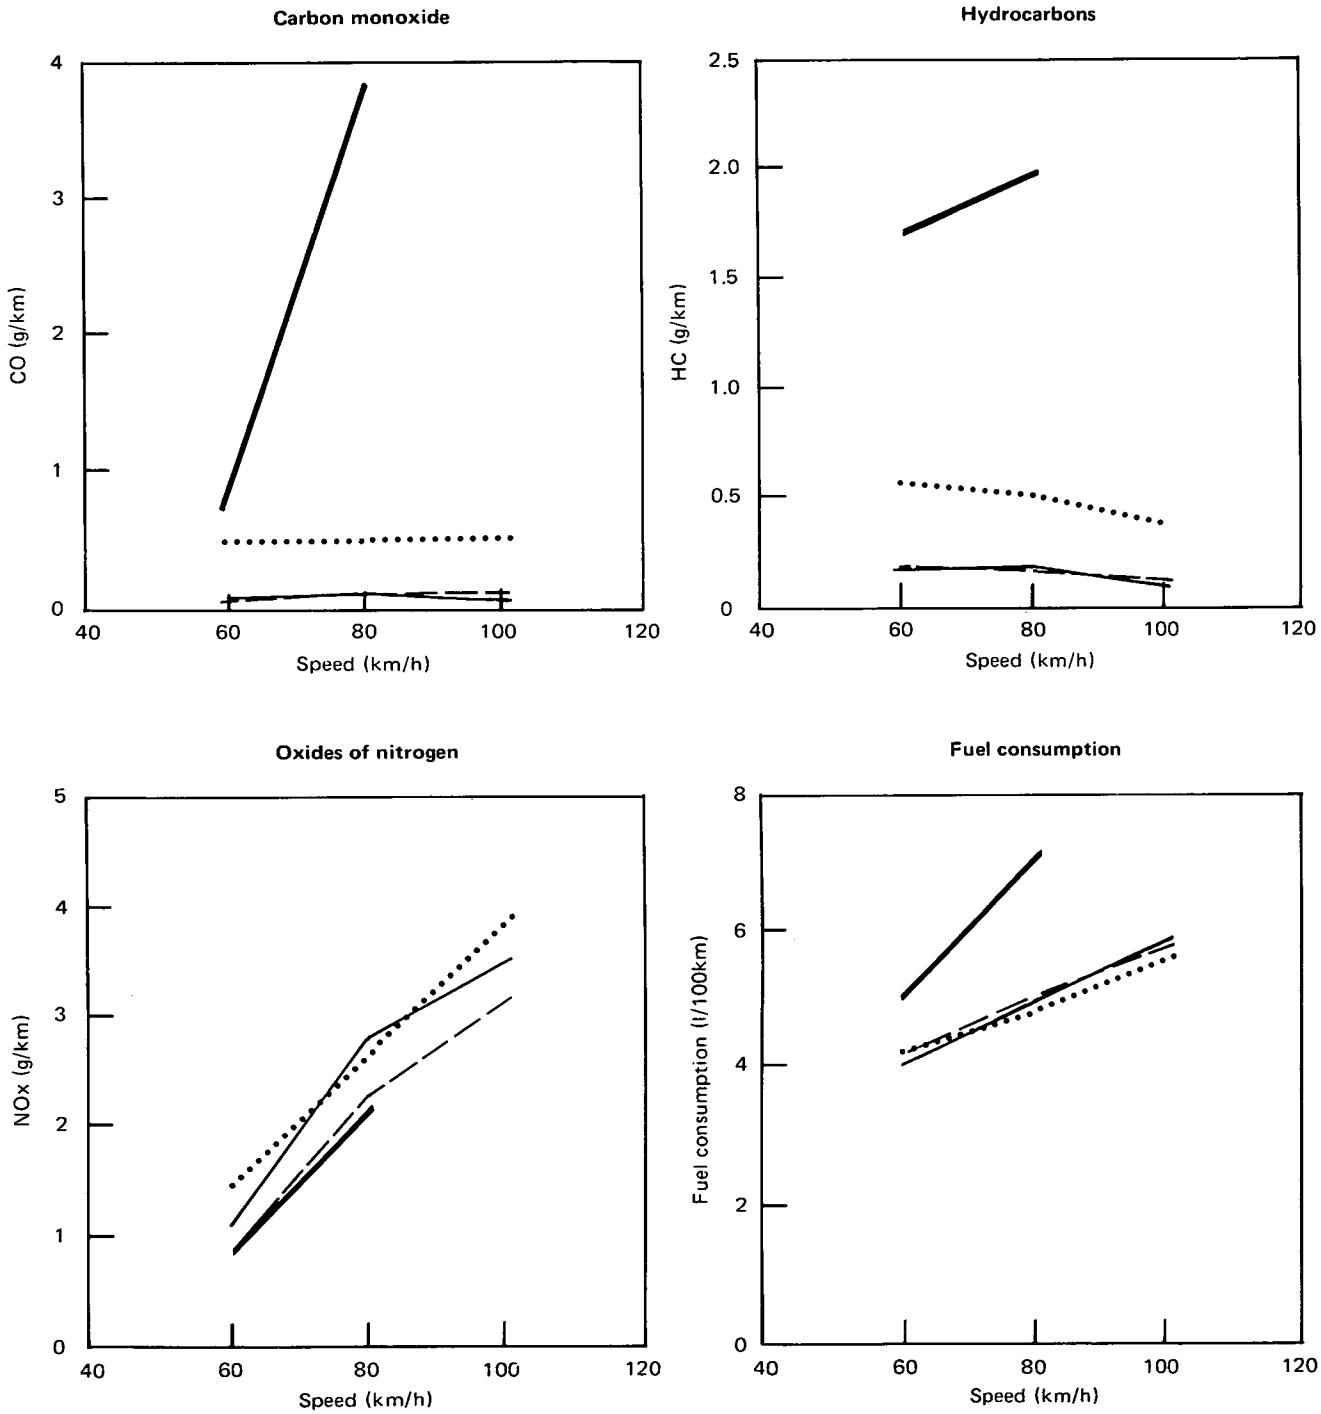 Carbon monoxide
4
3
2
1
0
CO (g/km)
40 60 80 100 120
Speed (km/h)
Hydrocarbons
2.5
2.0
1.5
1.0
0.5
0
HC (g/km)
40 60 80 100 120
Speed (km/h)
Oxides of nitrogen
5
4
3
2
1
0
NOx (g/km)
40 60 80 100 120
Speed (km/h)
Fuel consumption
8
6
4
2
0
Fuel consumption (l/100km)
40 60 80 100 120
Speed (km/h)